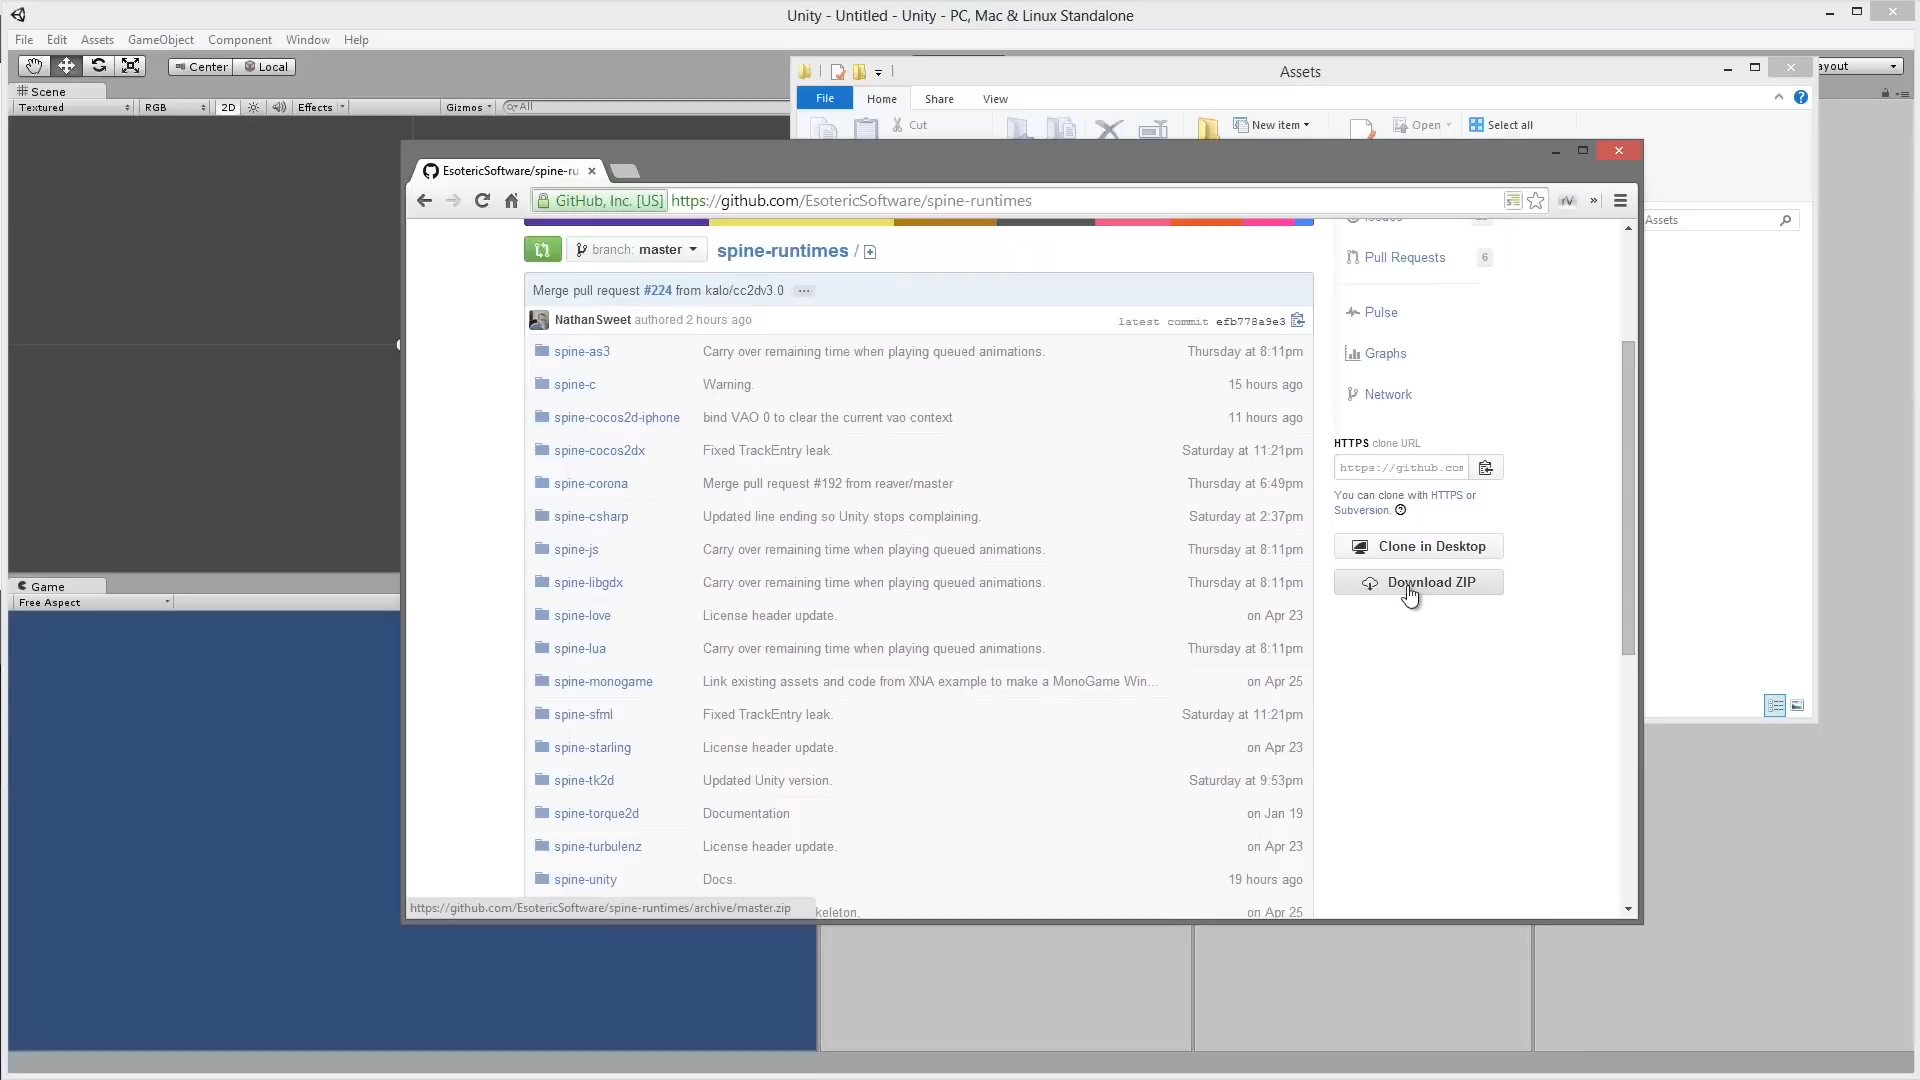 Unity - Untitled - Unity - PC, Mac & Linux Standalone
File Edit Assets GameObject Component Window Help
Center Local
Layout
Scene
Textured RGB 2D Effects Gizmos All
Assets
File Home Share View
Cut New item Open Select all
EsotericSoftware/spine-ru
GitHub, Inc. [US] https://github.com/EsotericSoftware/spine-runtimes
Assets
branch: master spine-runtimes /
Merge pull request #224 from kalo/cc2dv3.0 ...
NathanSweet authored 2 hours ago latest commit efb778a9e3
spine-as3 Carry over remaining time when playing queued animations. Thursday at 8:11pm
spine-c Warning. 15 hours ago
spine-cocos2d-iphone bind VAO 0 to clear the current vao context 11 hours ago
spine-cocos2dx Fixed TrackEntry leak. Saturday at 11:21pm
spine-corona Merge pull request #192 from reaver/master Thursday at 6:49pm
spine-csharp Updated line ending so Unity stops complaining. Saturday at 2:37pm
spine-js Carry over remaining time when playing queued animations. Thursday at 8:11pm
spine-libgdx Carry over remaining time when playing queued animations. Thursday at 8:11pm
spine-love License header update. on Apr 23
spine-lua Carry over remaining time when playing queued animations. Thursday at 8:11pm
spine-monogame Link existing assets and code from XNA example to make a MonoGame Win... on Apr 25
spine-sfml Fixed TrackEntry leak. Saturday at 11:21pm
spine-starling License header update. on Apr 23
spine-tk2d Updated Unity version. Saturday at 9:53pm
spine-torque2d Documentation on Jan 19
spine-turbulenz License header update. on Apr 23
spine-unity Docs. 19 hours ago
keleton. on Apr 25
https://github.com/EsotericSoftware/spine-runtimes/archive/master.zip
Pull Requests 6
Pulse
Graphs
Network
HTTPS clone URL
https://github.com
You can clone with HTTPS or
Subversion.
Clone in Desktop
Download ZIP
Game
Free Aspect